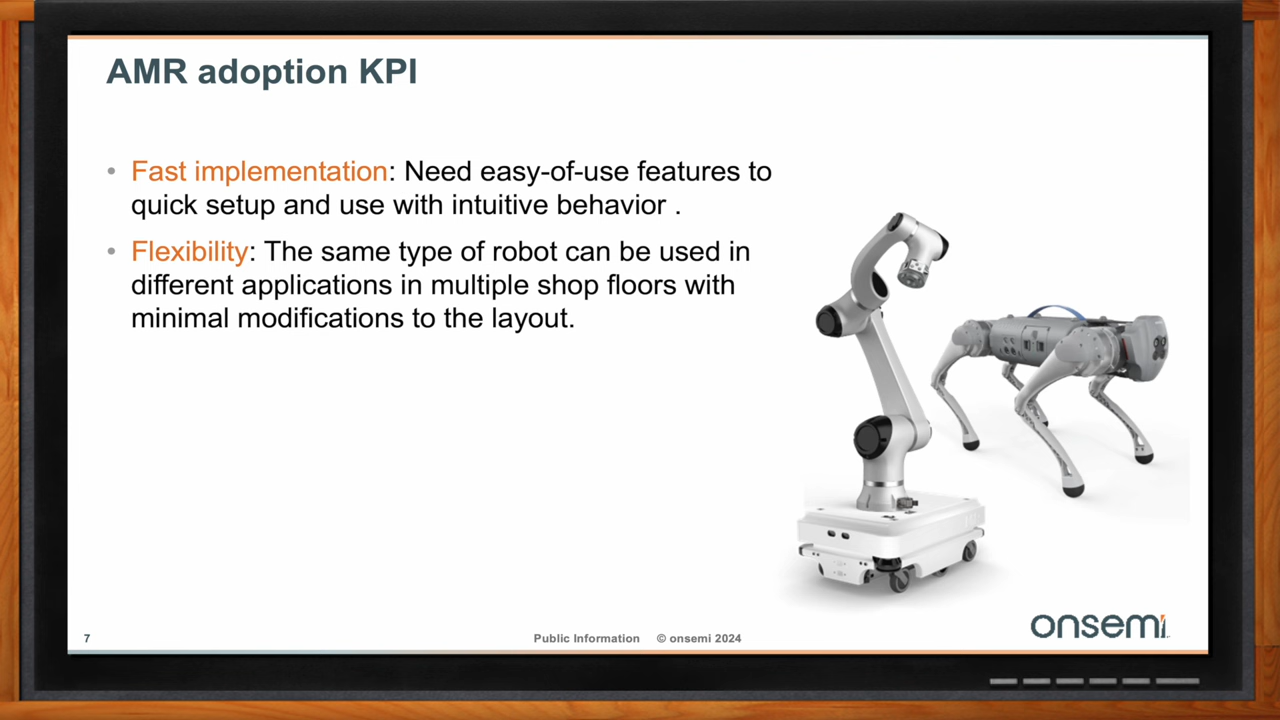 AMR adoption KPI
• Fast implementation: Need easy-of-use features to
quick setup and use with intuitive behavior .
• Flexibility: The same type of robot can be used in
different applications in multiple shop floors with
minimal modifications to the layout.
7
Public Information © onsemi 2024
onsemi